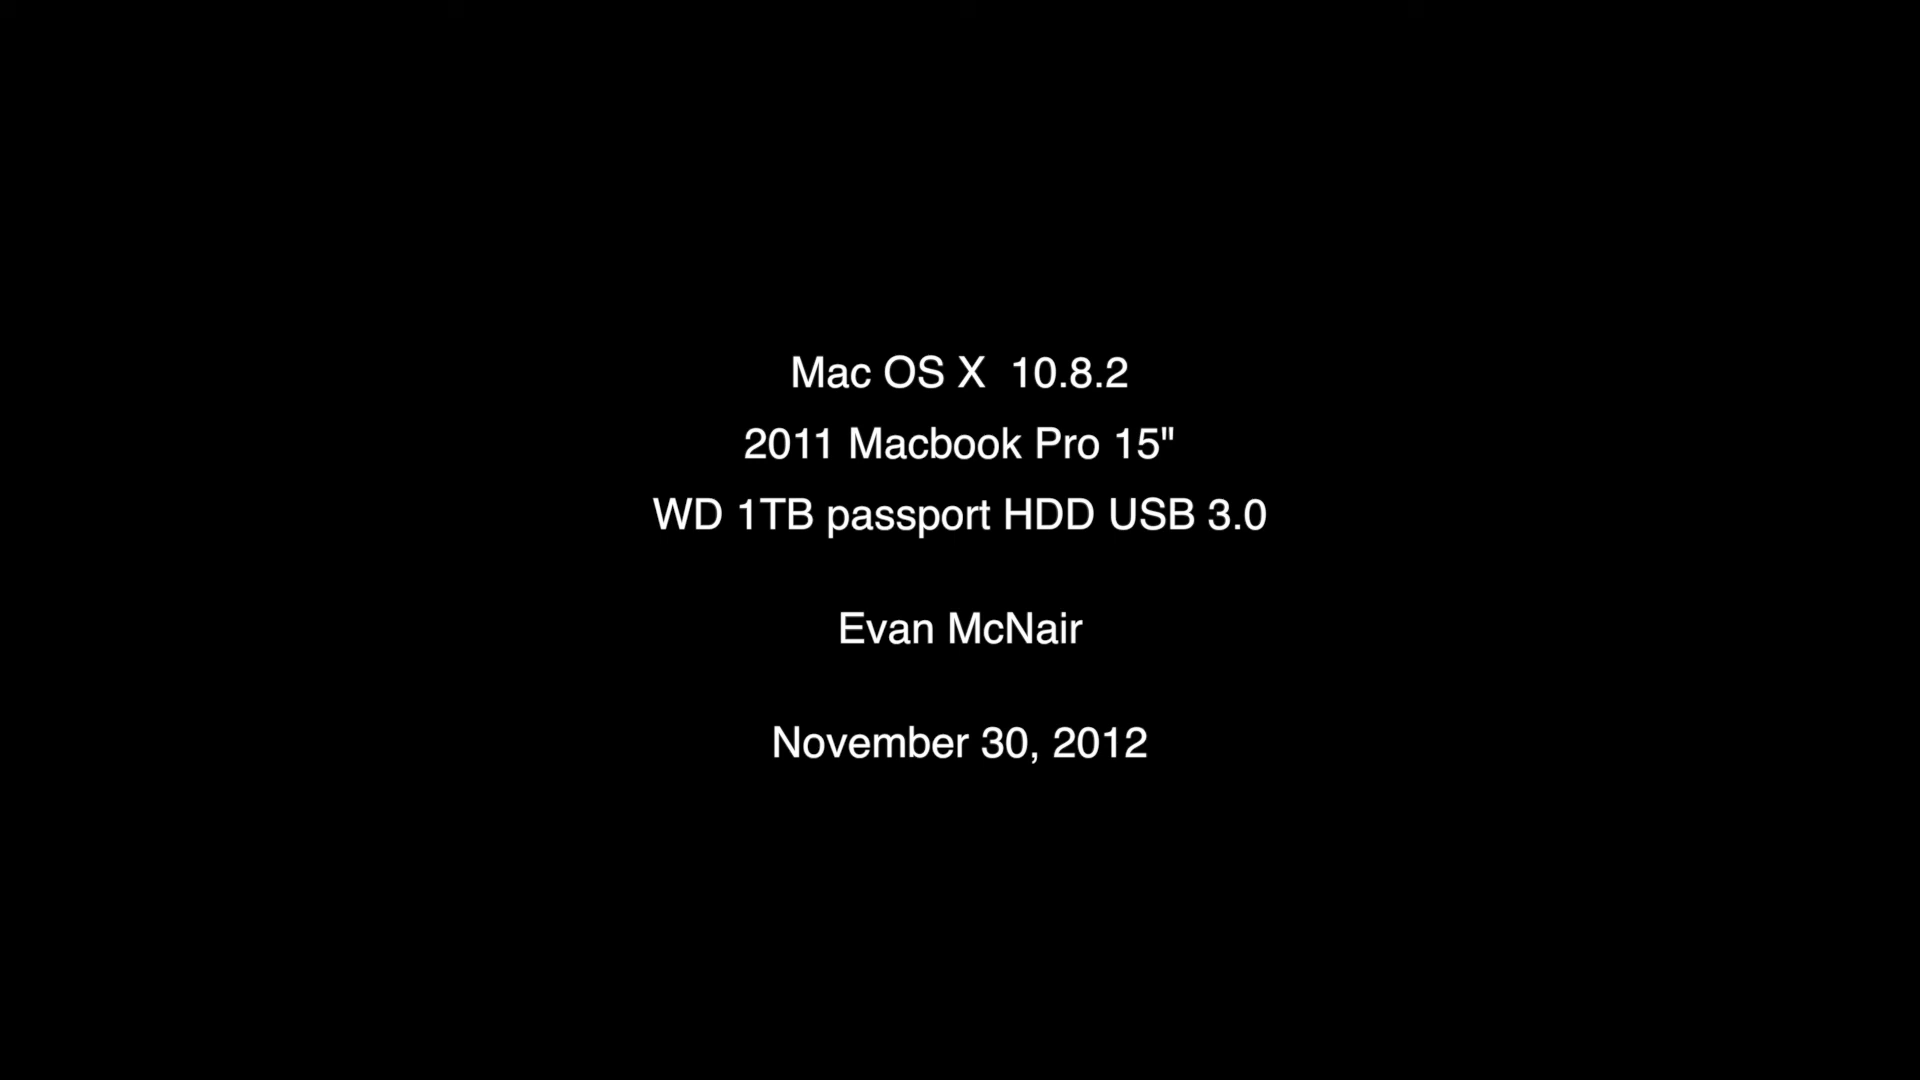 Mac OS X  10.8.2
2011 Macbook Pro 15"
WD 1TB passport HDD USB 3.0
Evan McNair
November 30, 2012